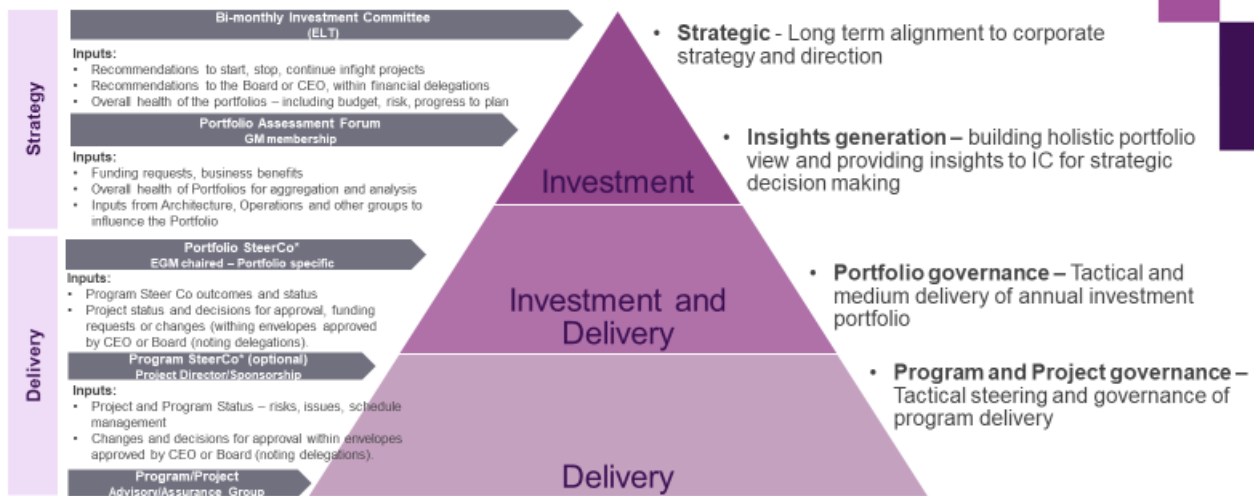 Strategy
Bi-monthly Investment Committee
(ELT)
Inputs:
• Recommendations to start, stop, continue infight projects
• Recommendations to the Board or CEO, within financial delegations
• Overall health of the portfolios – including budget, risk, progress to plan
Portfolio Assessment Forum
GM membership
Inputs:
• Funding requests, business benefits
• Overall health of Portfolios for aggregation and analysis
• Inputs from Architecture, Operations and other groups to
influence the Portfolio
Delivery
Portfolio SteerCo*
EGM chaired – Portfolio specific
Inputs:
• Program Steer Co outcomes and status
• Project status and decisions for approval, funding
requests or changes (withing envelopes approved
by CEO or Board (noting delegations).
Program SteerCo* (optional)
Project Director/Sponsorship
Inputs:
• Project and Program Status – risks, issues, schedule
management
• Changes and decisions for approval within envelopes
approved by CEO or Board (noting delegations).
Program/Project
Advisory/Assurance Group
Investment
Investment and
Delivery
Delivery
• Strategic - Long term alignment to corporate
strategy and direction
• Insights generation – building holistic portfolio
view and providing insights to IC for strategic
decision making
• Portfolio governance – Tactical and
medium delivery of annual investment
portfolio
• Program and Project governance –
Tactical steering and governance of
program delivery